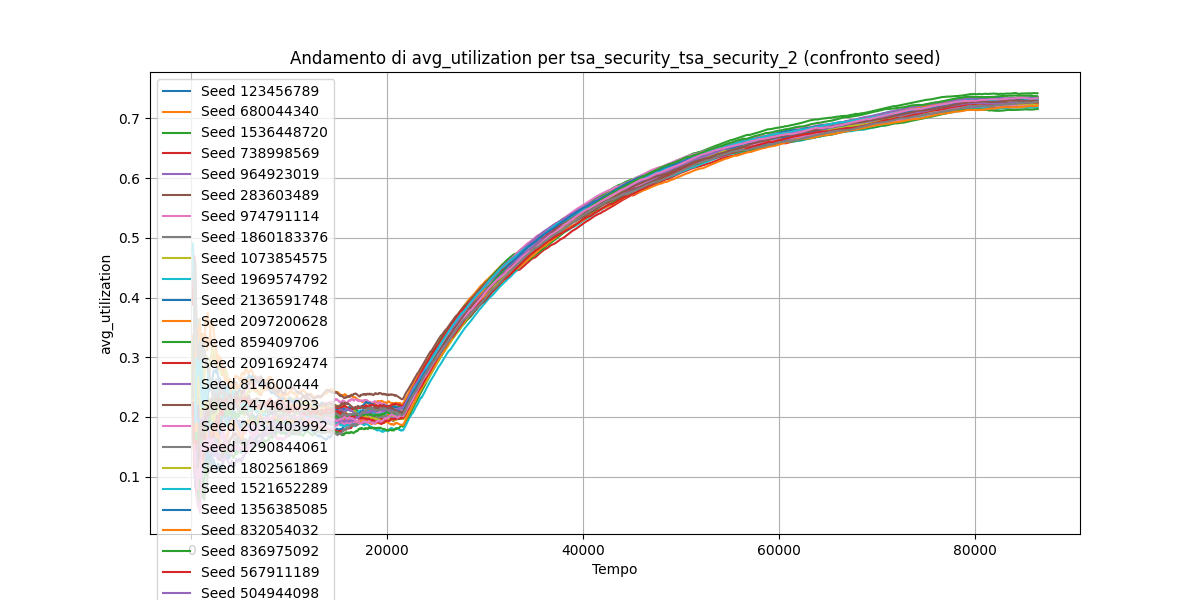 Andamento di avg_utilization per tsa_security_tsa_security_2 (confronto seed)
avg_utilization
0.7
0.6
0.5
0.4
0.3
0.2
0.1
Seed 123456789
Seed 680044340
Seed 1536448720
Seed 738998569
Seed 964923019
Seed 283603489
Seed 974791114
Seed 1860183376
Seed 1073854575
Seed 1969574792
Seed 2136591748
Seed 2097200628
Seed 859409706
Seed 2091692474
Seed 814600444
Seed 247461093
Seed 2031403992
Seed 1290844061
Seed 1802561869
Seed 1521652289
Seed 1356385085
Seed 832054032
Seed 836975092
Seed 567911189
Seed 504944098
0
20000
40000
60000
80000
Tempo